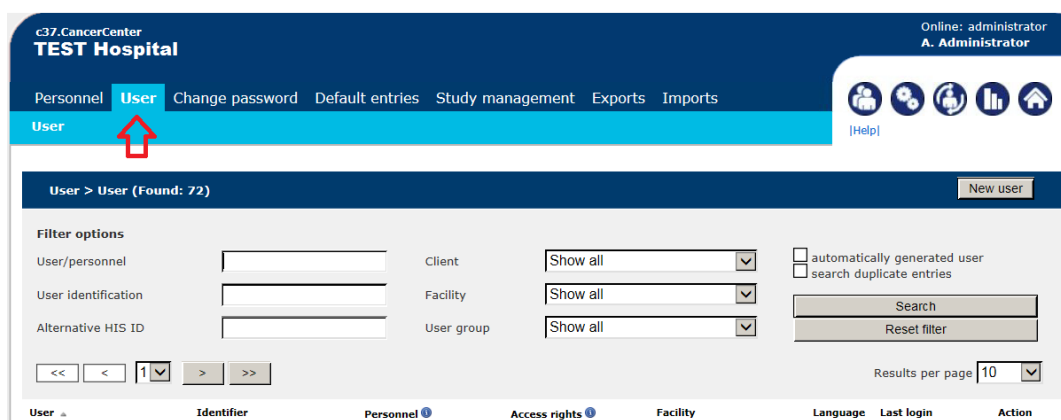 c37.CancerCenter
TEST Hospital
Online: administrator
A. Administrator
Personnel User Change password Default entries Study management Exports Imports
User
|Help|
User > User (Found: 72)
New user
Filter options
User/personnel Client Show all automatically generated user
search duplicate entries
User identification Facility Show all
Search
Alternative HIS ID User group Show all
Reset filter
<< < 1 > >> Results per page 10
User Identifier Personnel Access rights Facility Language Last login Action